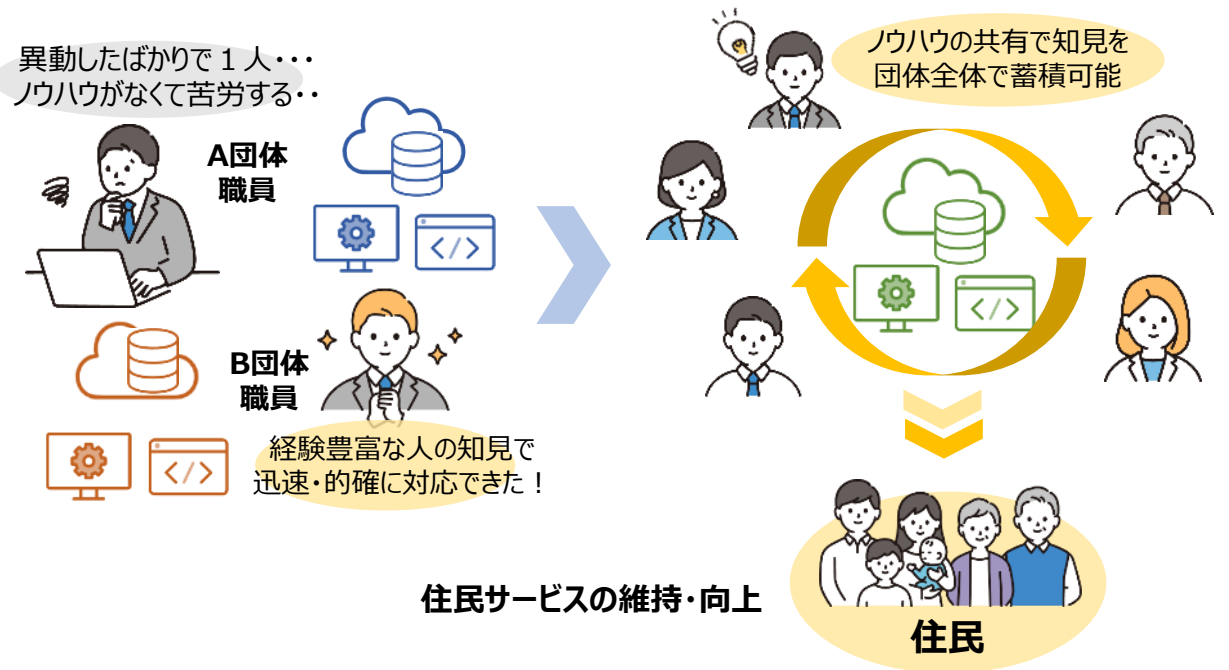 異動したばかりで1人・・・
ノウハウがなくて苦労する・・
A団体
職員
B団体
職員
経験豊富な人の知見で
迅速・的確に対応できた！
ノウハウの共有で知見を
団体全体で蓄積可能
住民サービスの維持・向上
住民